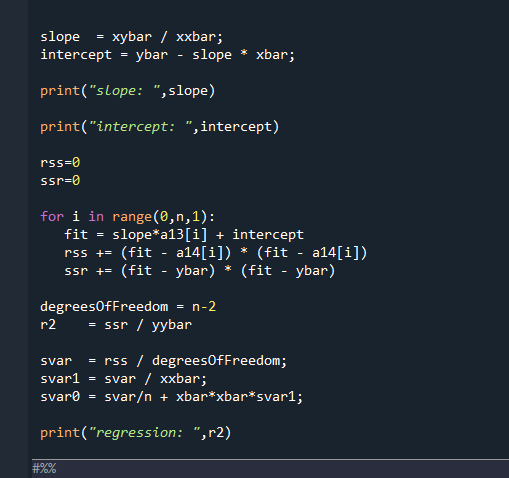 slope  = xybar / xxbar;
intercept = ybar - slope * xbar;
print("slope: ",slope)
print("intercept: ",intercept)
rss=0
ssr=0
for i in range(0,n,1):
   fit = slope*a13[i] + intercept
   rss += (fit - a14[i]) * (fit - a14[i])
   ssr += (fit - ybar) * (fit - ybar)
degreesOfFreedom = n-2
r2    = ssr / yybar
svar  = rss / degreesOfFreedom;
svar1 = svar / xxbar;
svar0 = svar/n + xbar*xbar*svar1;
print("regression: ",r2)
#%%